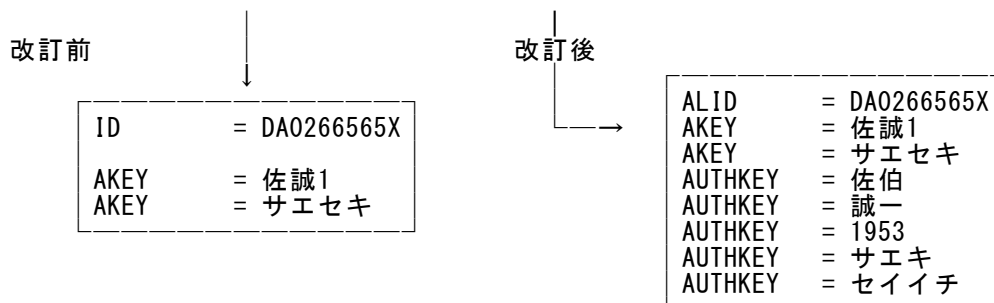 改訂前
ID = DA0266565X
AKEY = 佐誠1
AKEY = サエセキ
改訂後
ALID = DA0266565X
AKEY = 佐誠1
AKEY = サエセキ
AUTHKEY = 佐伯
AUTHKEY = 誠一
AUTHKEY = 1953
AUTHKEY = サエキ
AUTHKEY = セイイチ